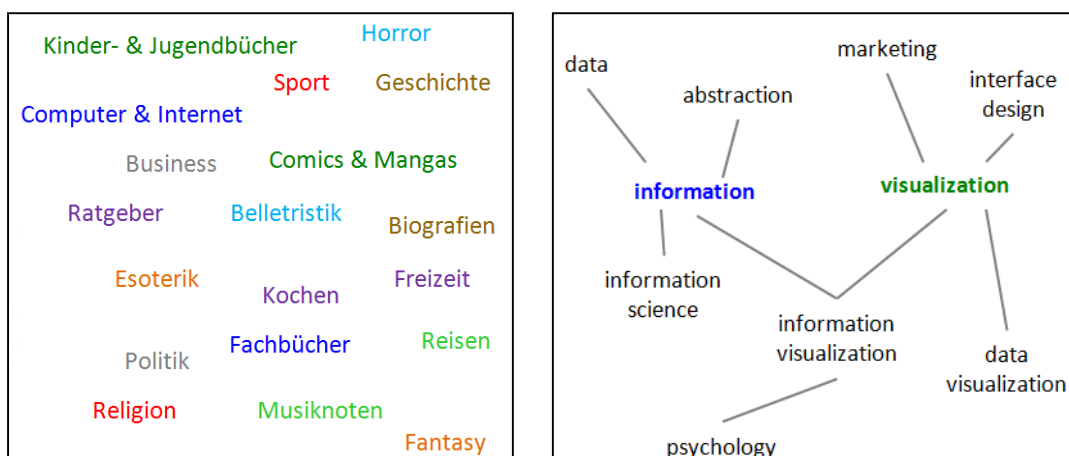 Kinder- & Jugendbücher
Horror
Sport
Geschichte
Computer & Internet
Business
Comics & Mangas
Ratgeber
Belletristik
Biografien
Esoterik
Kochen
Freizeit
Politik
Fachbücher
Reisen
Religion
Musiknoten
Fantasy
data
marketing
abstraction
interface
design
information
visualization
information
science
information
visualization
data
visualization
psychology